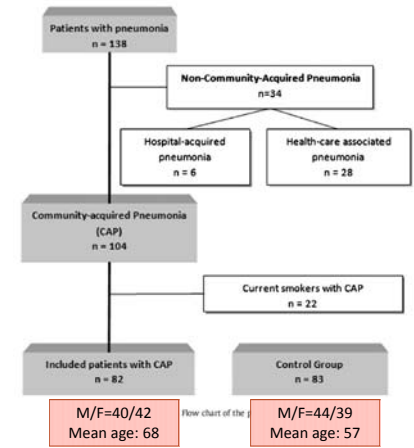 Patients with pneumonia
n = 138
Non-Community-Acquired Pneumonia
n=34
Hospital-acquired
pneumonia
n = 6
Health-care associated
pneumonia
n = 28
Community-acquired Pneumonia
(CAP)
n = 104
Current smokers with CAP
n = 22
Included patients with CAP
n = 82
Control Group
n = 83
M/F=40/42
Mean age: 68
Flow chart of the
M/F=44/39
Mean age: 57